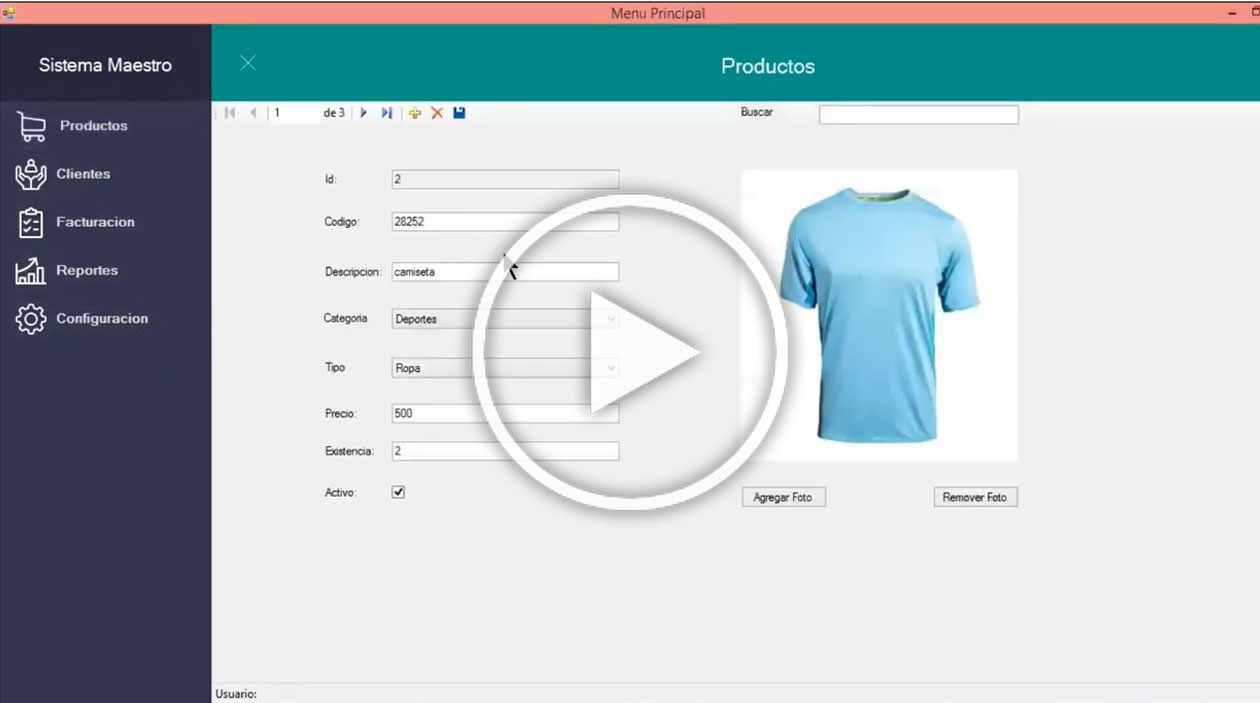 Menu Principal
Sistema Maestro
Productos
Clientes
Facturacion
Reportes
Configuracion
Productos
1 de 3
Buscar
Id: 2
Codigo: 28252
Descripcion: camiseta
Categoria Deportes
Tipo Ropa
Precio: 500
Existencia: 2
Activo:
Agregar Foto Remover Foto
Usuario: